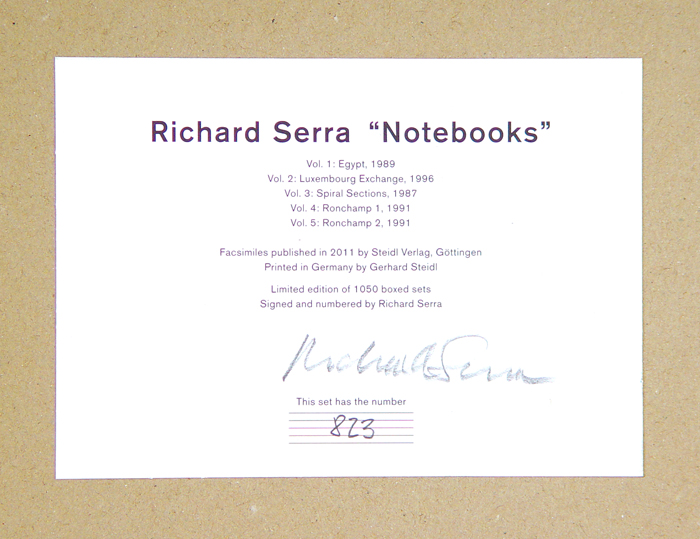 Richard Serra “Notebooks”
Vol. 1: Egypt, 1989
Vol. 2: Luxembourg Exchange, 1996
Vol. 3: Spiral Sections, 1987
Vol. 4: Ronchamp 1, 1991
Vol. 5: Ronchamp 2, 1991
Facsimiles published in 2011 by Steidl Verlag, Göttingen
Printed in Germany by Gerhard Steidl
Limited edition of 1050 boxed sets
Signed and numbered by Richard Serra
Richard Serra
This set has the number
823